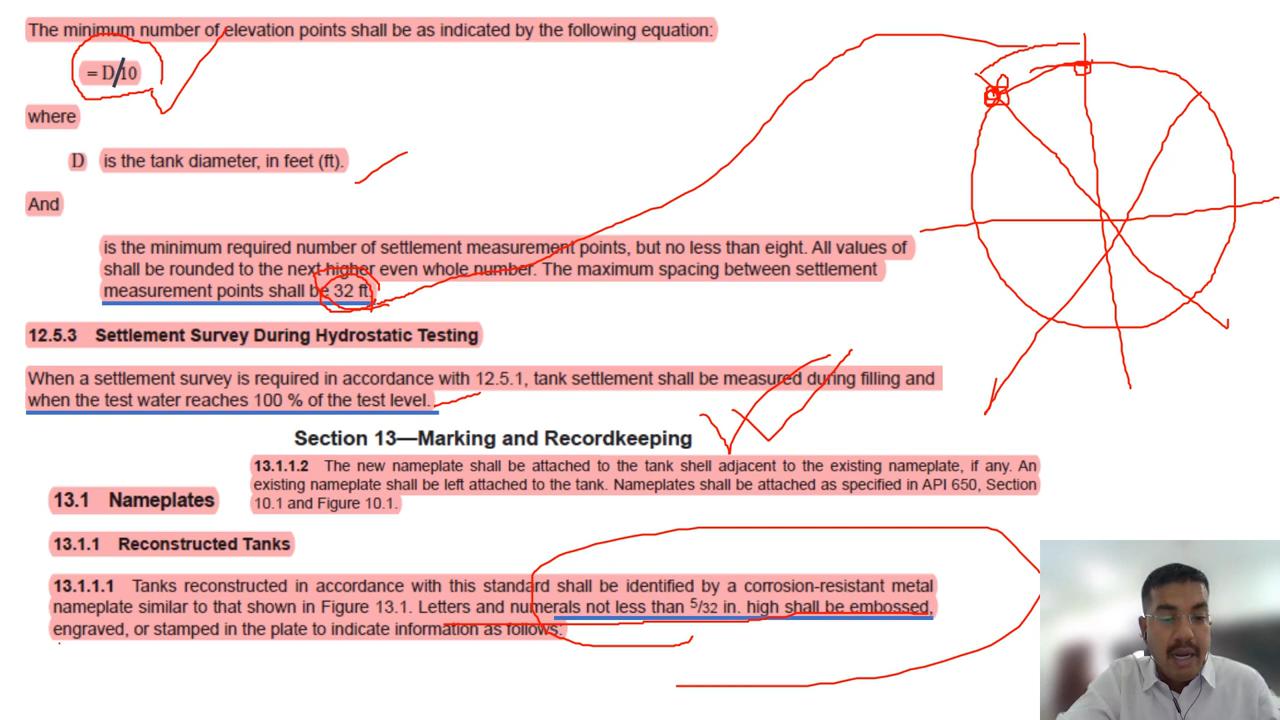 The minimum number of elevation points shall be as indicated by the following equation:
= D/10
where
D is the tank diameter, in feet (ft).
And
is the minimum required number of settlement measurement points, but no less than eight. All values of
shall be rounded to the next higher even whole number. The maximum spacing between settlement
measurement points shall be 32 ft.
12.5.3 Settlement Survey During Hydrostatic Testing
When a settlement survey is required in accordance with 12.5.1, tank settlement shall be measured during filling and
when the test water reaches 100 % of the test level.
Section 13—Marking and Recordkeeping
13.1.1.2 The new nameplate shall be attached to the tank shell adjacent to the existing nameplate, if any. An
existing nameplate shall be left attached to the tank. Nameplates shall be attached as specified in API 650, Section
10.1 and Figure 10.1.
13.1 Nameplates
13.1.1 Reconstructed Tanks
13.1.1.1 Tanks reconstructed in accordance with this standard shall be identified by a corrosion-resistant metal
nameplate similar to that shown in Figure 13.1. Letters and numerals not less than 5/32 in. high shall be embossed,
engraved, or stamped in the plate to indicate information as follows: